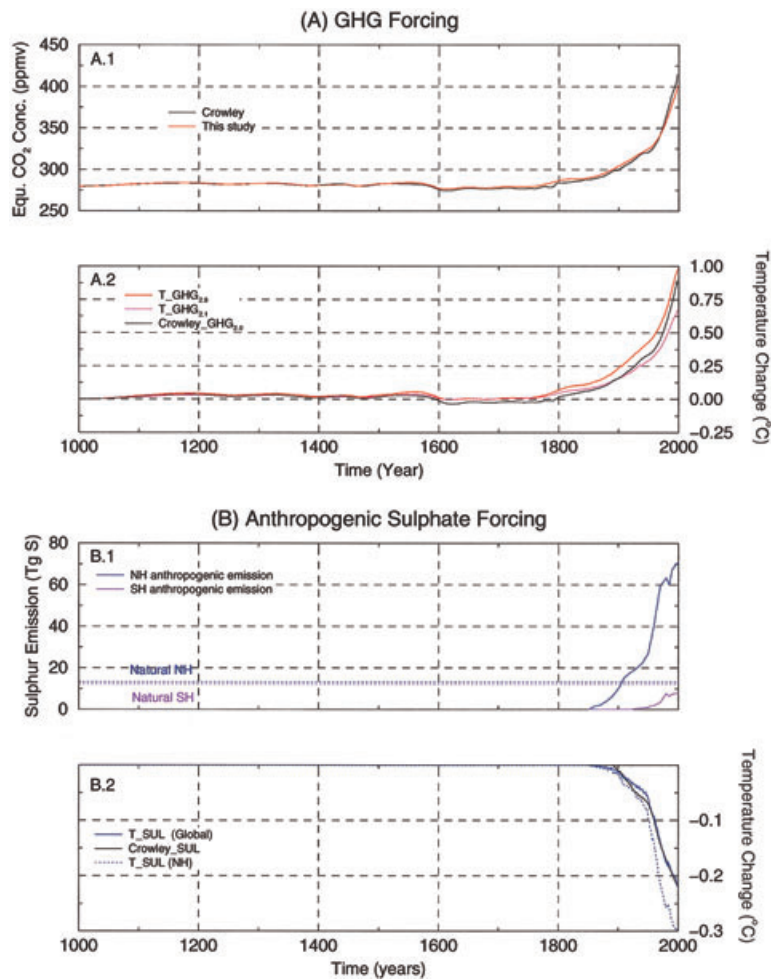 (A) GHG Forcing
A.1
Equ. CO₂ Conc. (ppmv)
450
400
350
300
250
Crowley
This study
A.2
T_GHG₂.₈
T_GHG₂.₁
Crowley_GHG₂.₀
1.00
0.75
0.50
0.25
0.00
−0.25
Temperature Change (°C)
1000 1200 1400 1600 1800 2000
Time (Year)
(B) Anthropogenic Sulphate Forcing
B.1
Sulphur Emission (Tg S)
80
60
40
20
0
NH anthropogenic emission
SH anthropogenic emission
Natural NH
Natural SH
B.2
T_SUL (Global)
Crowley_SUL
T_SUL (NH)
−0.1
−0.2
−0.3
Temperature Change (°C)
1000 1200 1400 1600 1800 2000
Time (years)